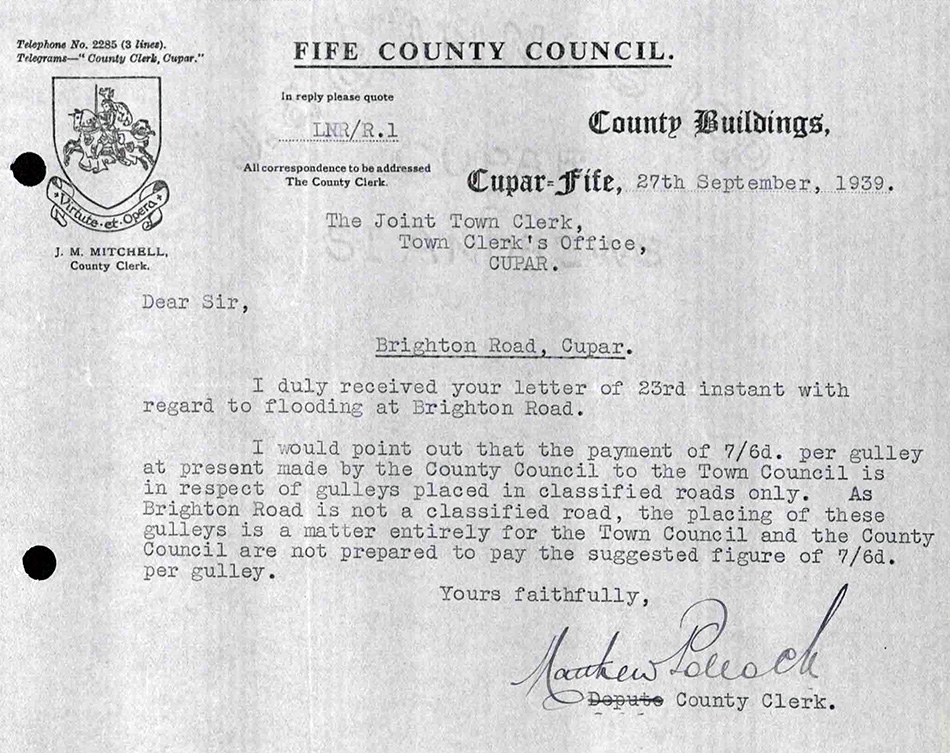 Telephone No. 2285 (3 lines).
Telegrams—"County Clerk, Cupar."
FIFE COUNTY COUNCIL.
In reply please quote
LNR/R.1
All correspondence to be addressed
The County Clerk.
County Buildings,
Cupar-Fife, 27th September, 1939.
Virtute et Opera
J. M. MITCHELL,
County Clerk.
The Joint Town Clerk,
Town Clerk's Office,
CUPAR.
Dear Sir,
Brighton Road, Cupar.
I duly received your letter of 23rd instant with
regard to flooding at Brighton Road.
I would point out that the payment of 7/6d. per gulley
at present made by the County Council to the Town Council is
in respect of gulleys placed in classified roads only. As
Brighton Road is not a classified road, the placing of these
gulleys is a matter entirely for the Town Council and the County
Council are not prepared to pay the suggested figure of 7/6d.
per gulley.
Yours faithfully,
Matthew Pollock
Depute County Clerk.